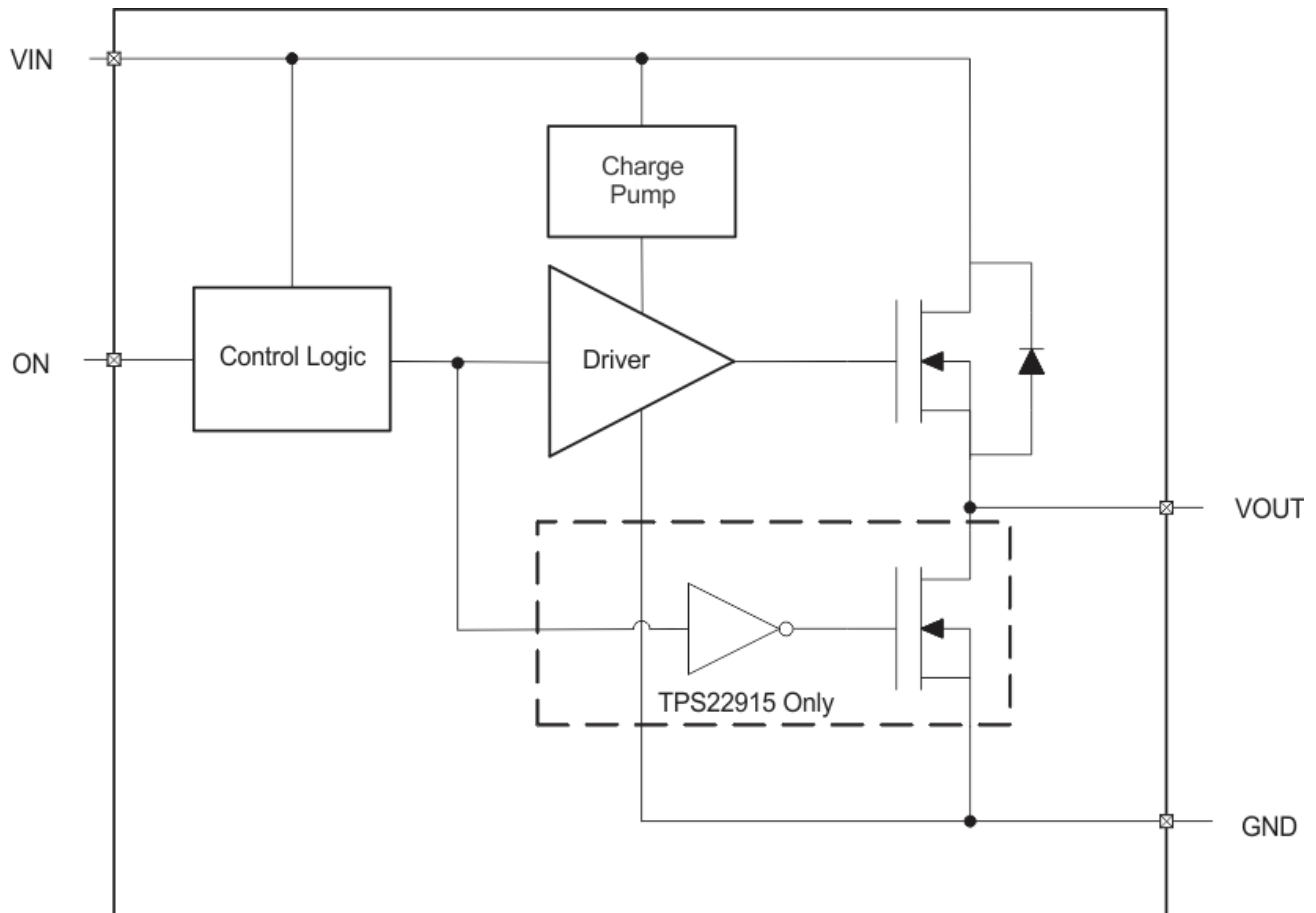 VIN
Charge
Pump
ON
Control Logic
Driver
VOUT
TPS22915 Only
GND